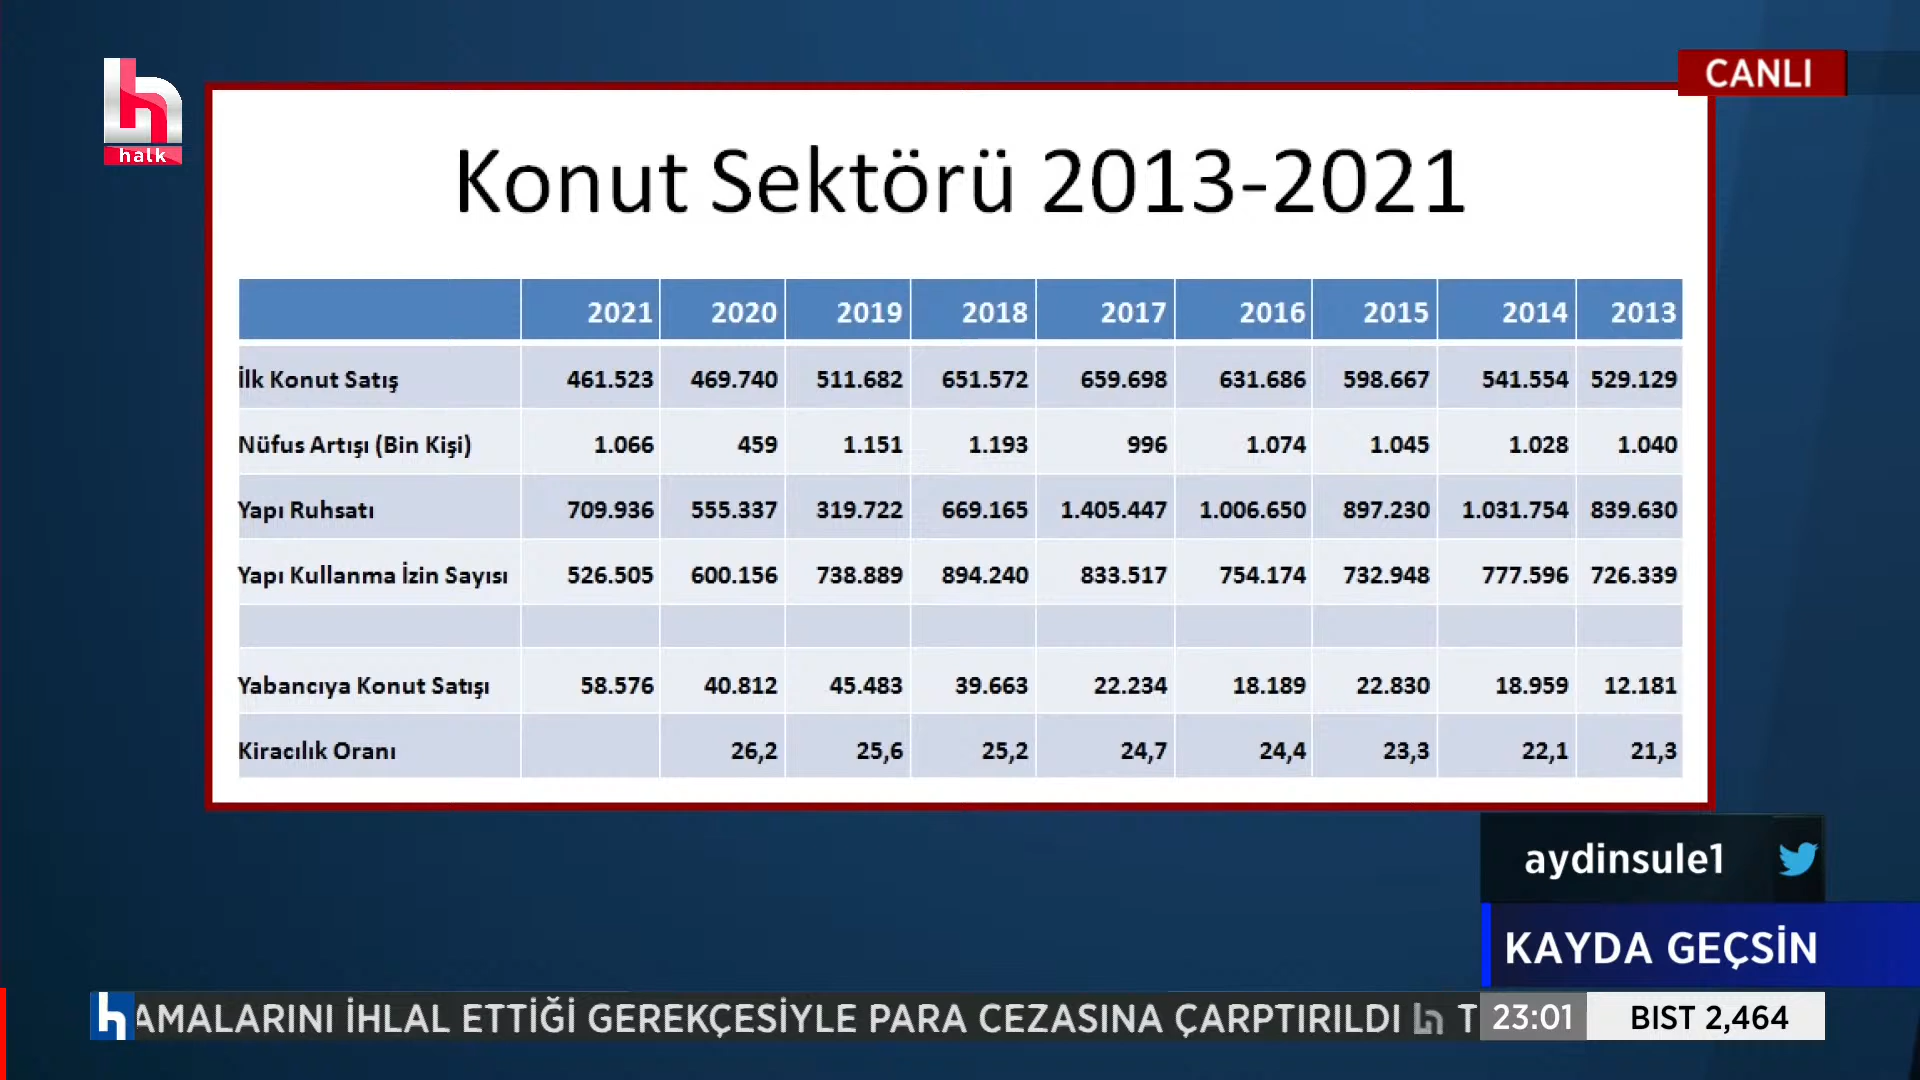 CANLI
halk
Konut Sektörü 2013-2021
2021 2020 2019 2018 2017 2016 2015 2014 2013
İlk Konut Satış 461.523 469.740 511.682 651.572 659.698 631.686 598.667 541.554 529.129
Nüfus Artışı (Bin Kişi) 1.066 459 1.151 1.193 996 1.074 1.045 1.028 1.040
Yapı Ruhsatı 709.936 555.337 319.722 669.165 1.405.447 1.006.650 897.230 1.031.754 839.630
Yapı Kullanma İzin Sayısı 526.505 600.156 738.889 894.240 833.517 754.174 732.948 777.596 726.339
Yabancıya Konut Satışı 58.576 40.812 45.483 39.663 22.234 18.189 22.830 18.959 12.181
Kiracılık Oranı 26,2 25,6 25,2 24,7 24,4 23,3 22,1 21,3
aydinsule1
KAYDA GEÇSİN
AMALARINI İHLAL ETTİĞİ GEREKÇESİYLE PARA CEZASINA ÇARPTIRILDI T 23:01 BIST 2,464